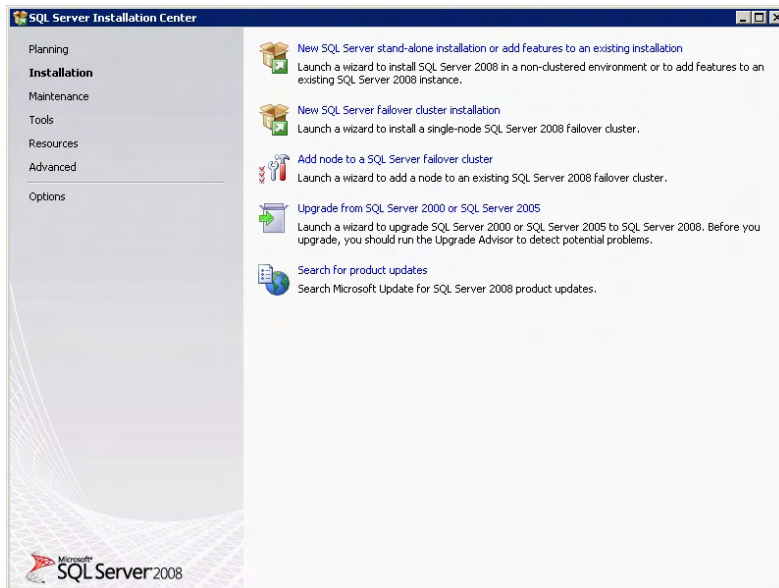 SQL Server Installation Center
Planning
Installation
Maintenance
Tools
Resources
Advanced
Options
New SQL Server stand-alone installation or add features to an existing installation
Launch a wizard to install SQL Server 2008 in a non-clustered environment or to add features to an
existing SQL Server 2008 instance.
New SQL Server failover cluster installation
Launch a wizard to install a single-node SQL Server 2008 failover cluster.
Add node to a SQL Server failover cluster
Launch a wizard to add a node to an existing SQL Server 2008 failover cluster.
Upgrade from SQL Server 2000 or SQL Server 2005
Launch a wizard to upgrade SQL Server 2000 or SQL Server 2005 to SQL Server 2008. Before you
upgrade, you should run the Upgrade Advisor to detect potential problems.
Search for product updates
Search Microsoft Update for SQL Server 2008 product updates.
Microsoft
SQL Server 2008